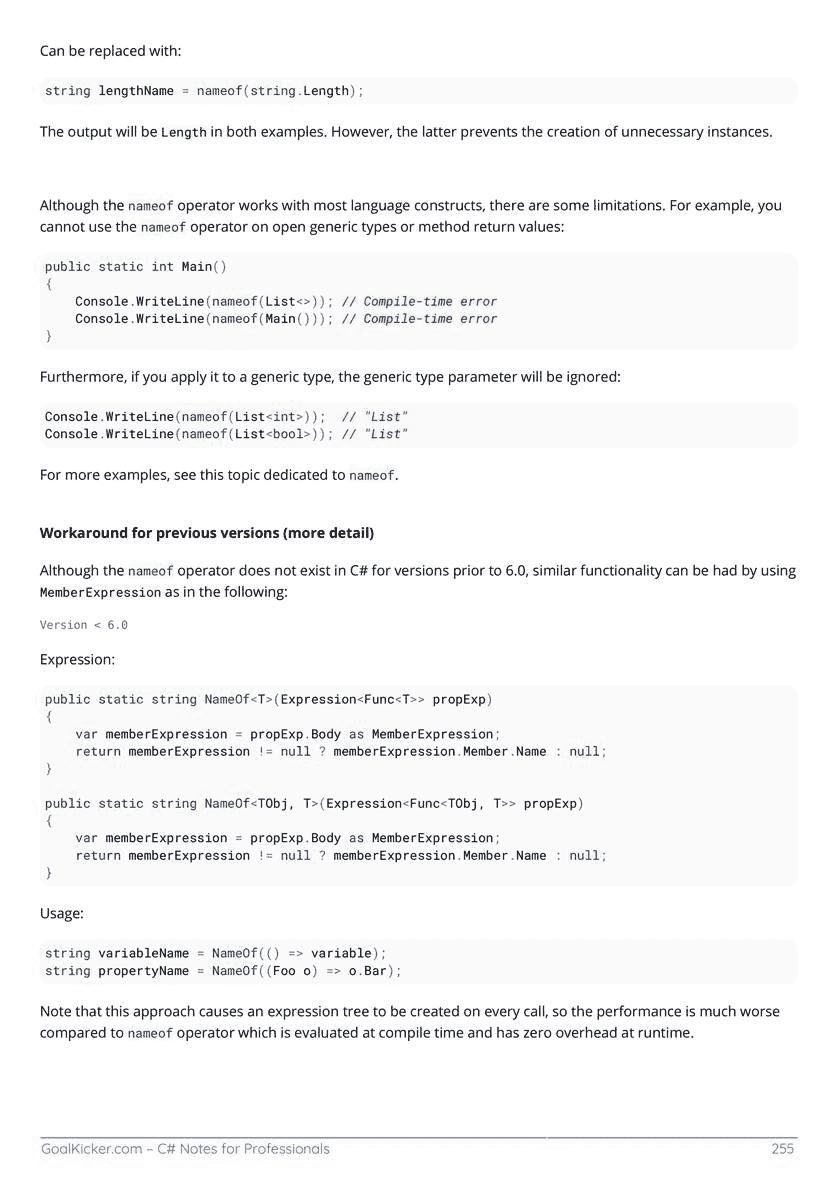 Can be replaced with:
string lengthName = nameof(string.Length);
The output will be Length in both examples. However, the latter prevents the creation of unnecessary instances.
Although the nameof operator works with most language constructs, there are some limitations. For example, you
cannot use the nameof operator on open generic types or method return values:
public static int Main()
{
    Console.WriteLine(nameof(List<>)); // Compile-time error
    Console.WriteLine(nameof(Main())); // Compile-time error
}
Furthermore, if you apply it to a generic type, the generic type parameter will be ignored:
Console.WriteLine(nameof(List<int>));  // "List"
Console.WriteLine(nameof(List<bool>)); // "List"
For more examples, see this topic dedicated to nameof.
Workaround for previous versions (more detail)
Although the nameof operator does not exist in C# for versions prior to 6.0, similar functionality can be had by using
MemberExpression as in the following:
Version < 6.0
Expression:
public static string NameOf<T>(Expression<Func<T>> propExp)
{
    var memberExpression = propExp.Body as MemberExpression;
    return memberExpression != null ? memberExpression.Member.Name : null;
}
public static string NameOf<TObj, T>(Expression<Func<TObj, T>> propExp)
{
    var memberExpression = propExp.Body as MemberExpression;
    return memberExpression != null ? memberExpression.Member.Name : null;
}
Usage:
string variableName = NameOf(() => variable);
string propertyName = NameOf((Foo o) => o.Bar);
Note that this approach causes an expression tree to be created on every call, so the performance is much worse
compared to nameof operator which is evaluated at compile time and has zero overhead at runtime.
GoalKicker.com – C# Notes for Professionals 255